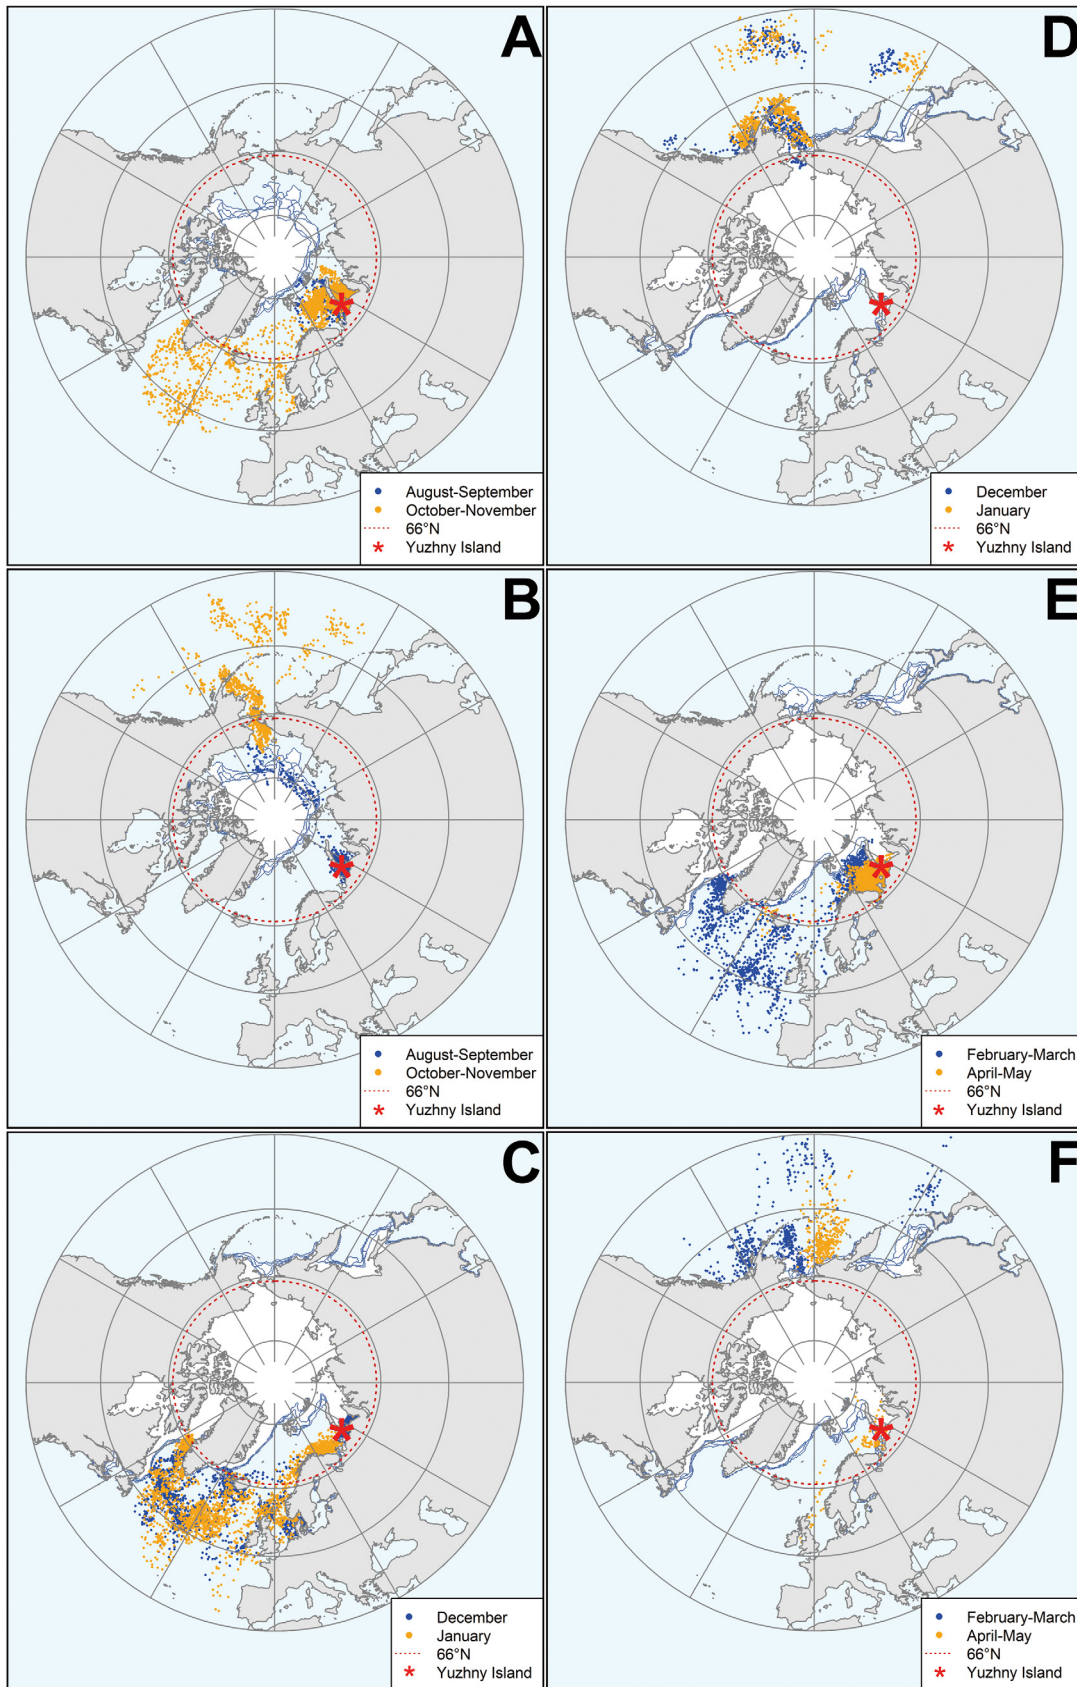 A
August-September
October-November
66°N
Yuzhny Island
B
August-September
October-November
66°N
Yuzhny Island
C
December
January
66°N
Yuzhny Island
D
December
January
66°N
Yuzhny Island
E
February-March
April-May
66°N
Yuzhny Island
F
February-March
April-May
66°N
Yuzhny Island